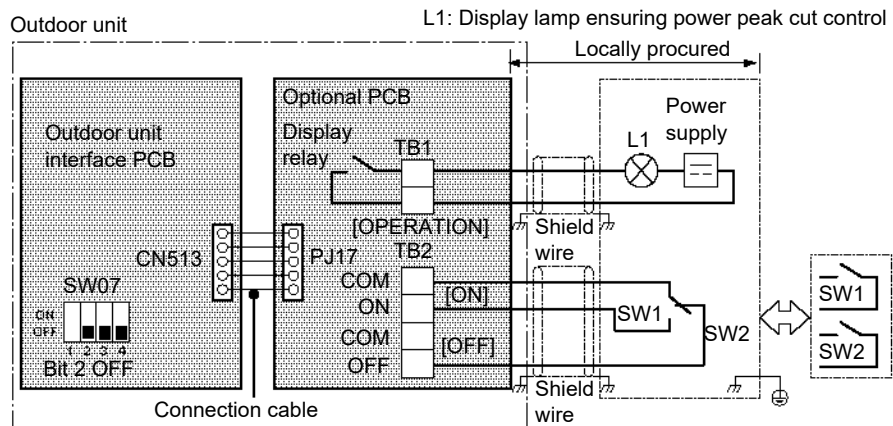 L1: Display lamp ensuring power peak cut control
Outdoor unit
Locally procured
Optional PCB
Power
supply
Display
relay
TB1
L1
Outdoor unit
interface PCB
[OPERATION]
Shield
wire
TB2
CN513
PJ17
COM
[ON]
ON
SW1
SW2
COM
[OFF]
OFF
SW07
ON
OFF
1 2 3 4
Bit 2 OFF
SW1
SW2
Shield
wire
Connection cable